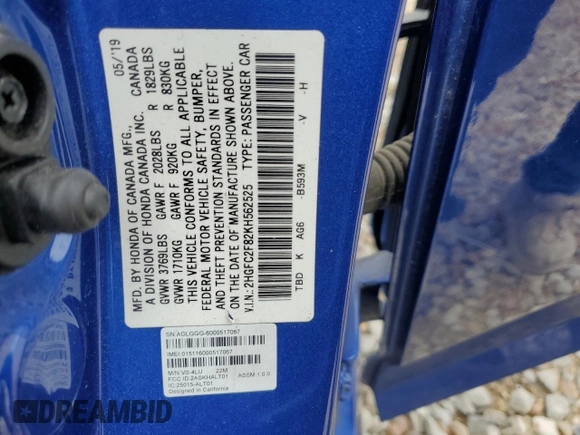 MFD. BY HONDA OF CANADA MFG. 05/'19
A DIVISION OF HONDA CANADA INC. CANADA
GVWR 3769LBS GAWR F 2028LBS R 1829LBS
GVWR 1710KG GAWR F 920KG R 830KG
THIS VEHICLE CONFORMS TO ALL APPLICABLE
FEDERAL MOTOR VEHICLE SAFETY, BUMPER,
AND THEFT PREVENTION STANDARDS IN EFFECT
ON THE DATE OF MANUFACTURE SHOWN ABOVE.
V.I.N.: 2HGFC2F82KH562525 TYPE: PASSENGER CAR
TBD K AG6 -B593M -V -H
SN:AGLGGG-6000517067
IMEI:015116000517067
M/N:VS-4LU 22M
FCC ID:2ASKHALT01 ASSM 1.0.0
IC:25015-ALT01
Designed in California
DREAMBID